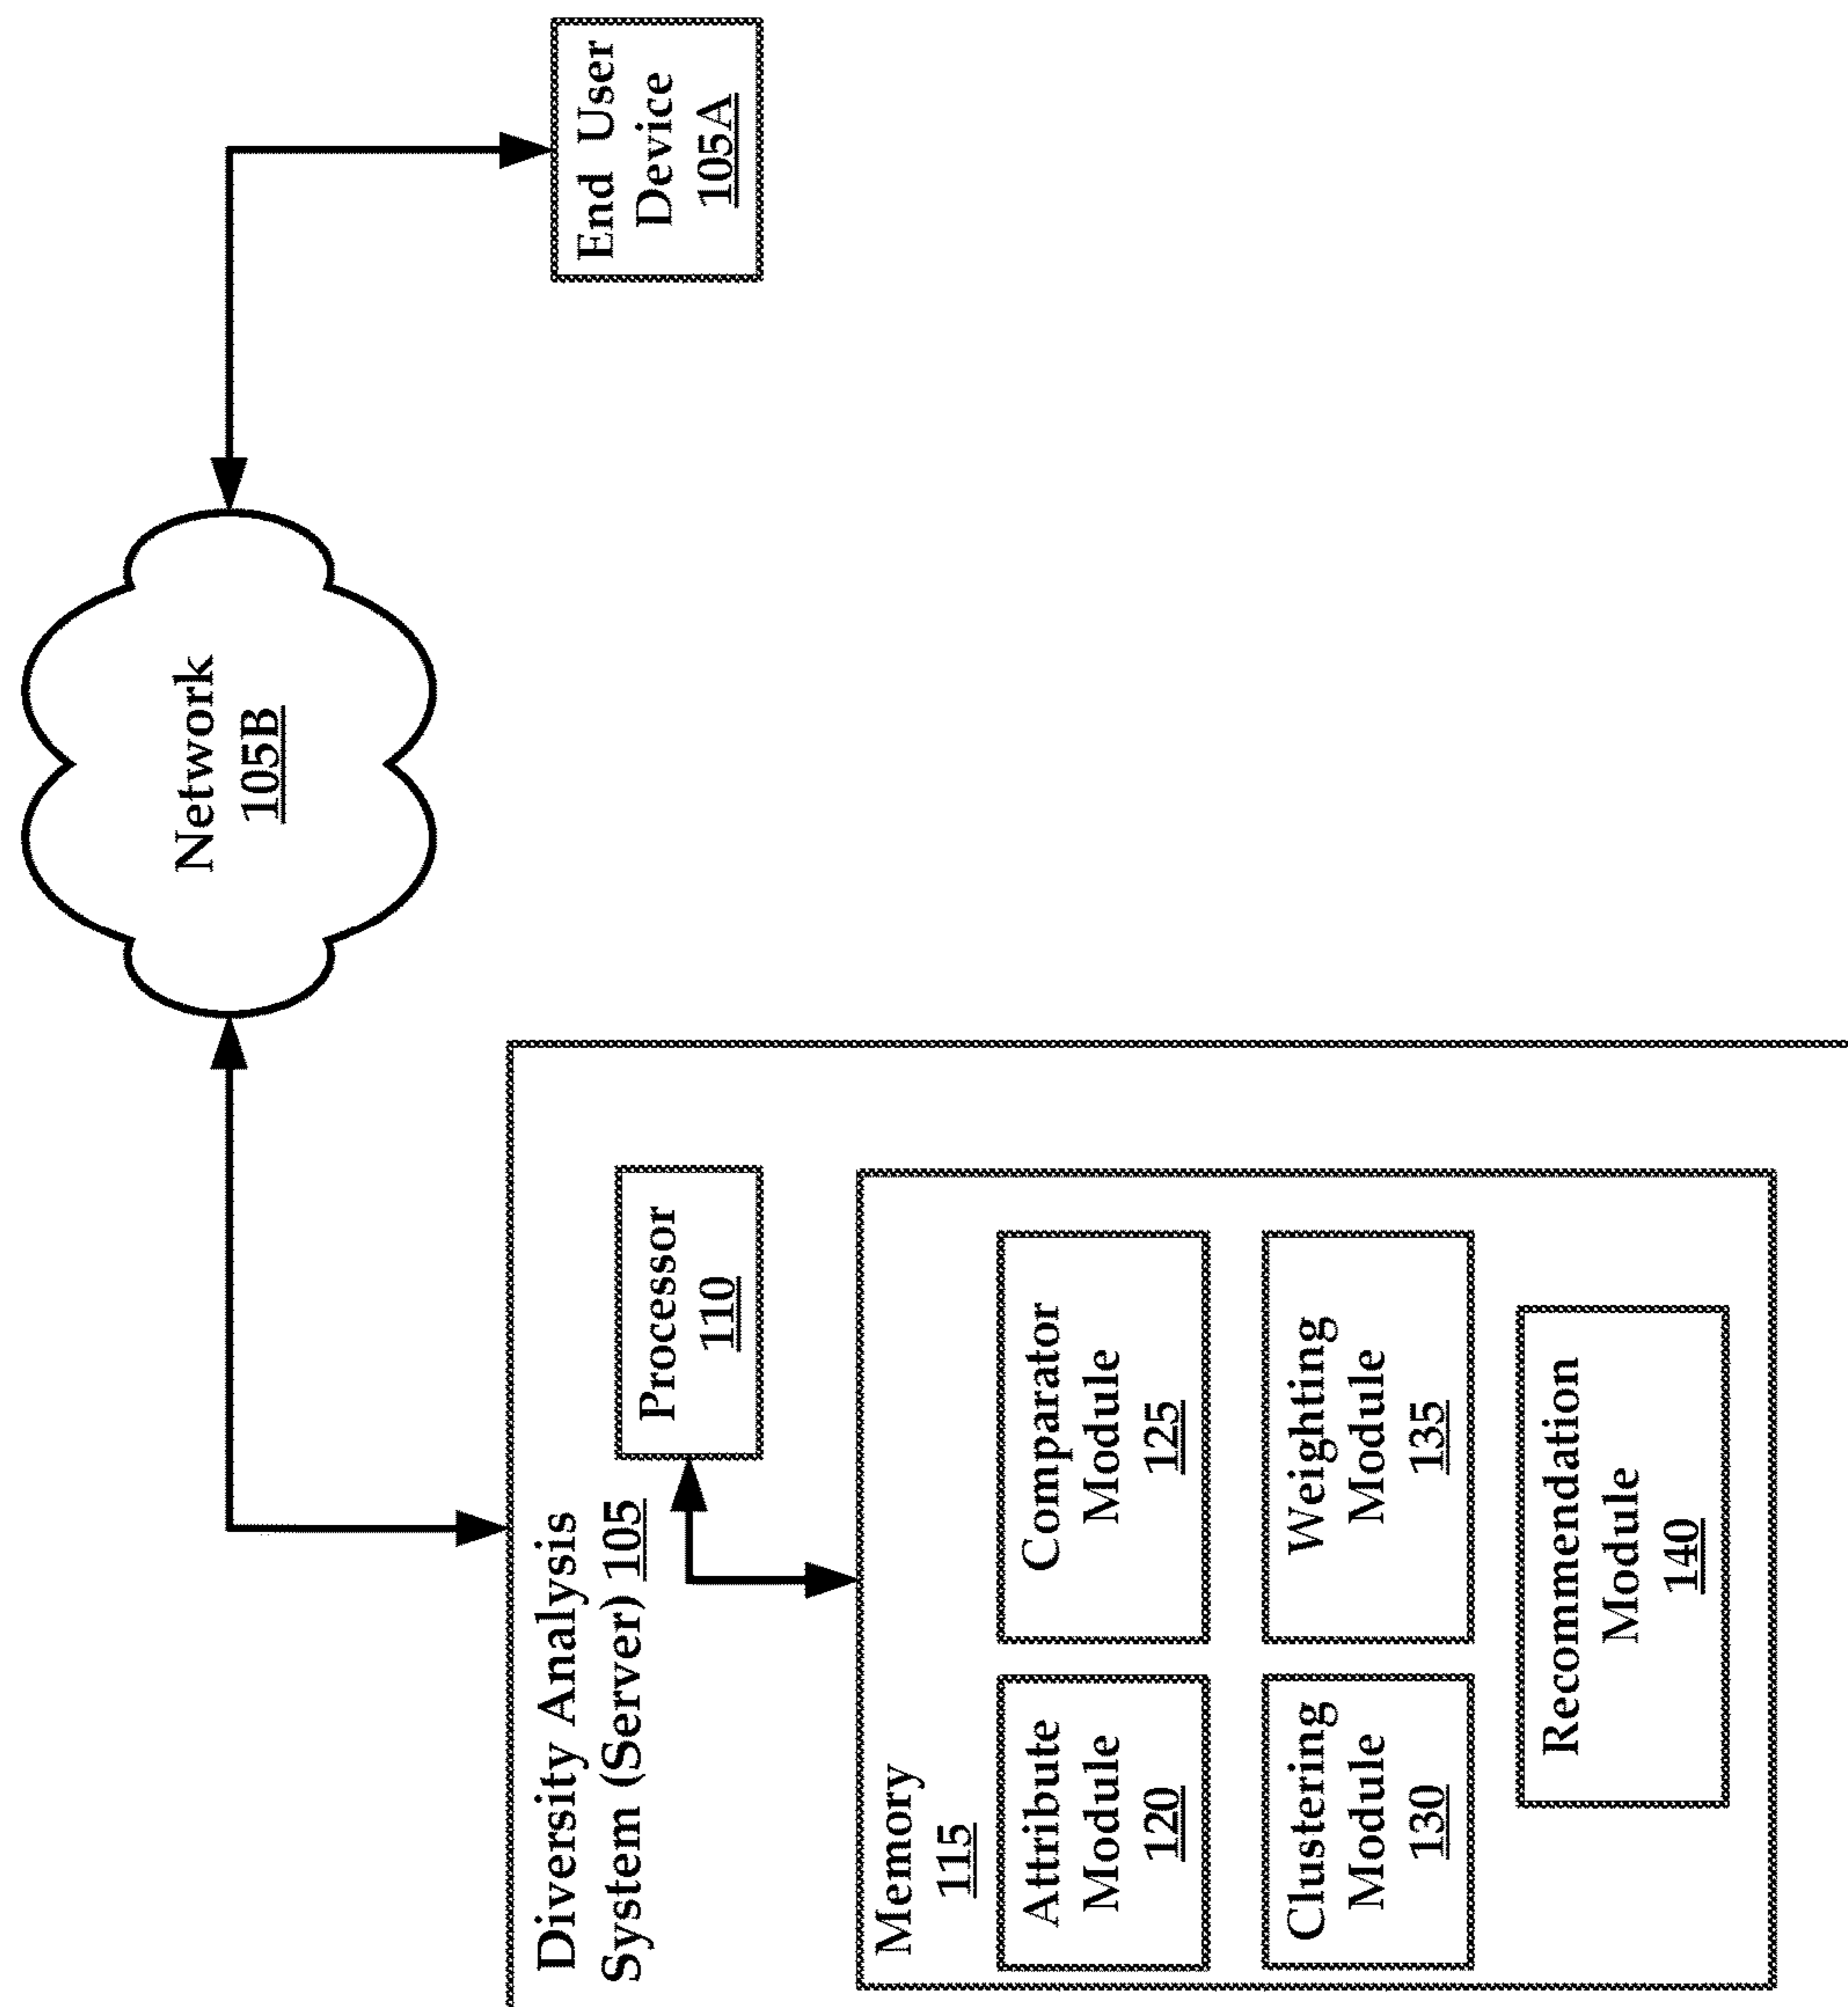 Network
105B
End User
Device
105A
Diversity Analysis
System (Server) 105
Processor
110
Memory
115
Attribute
Module
120
Comparator
Module
125
Clustering
Module
130
Weighting
Module
135
Recommendation
Module
140